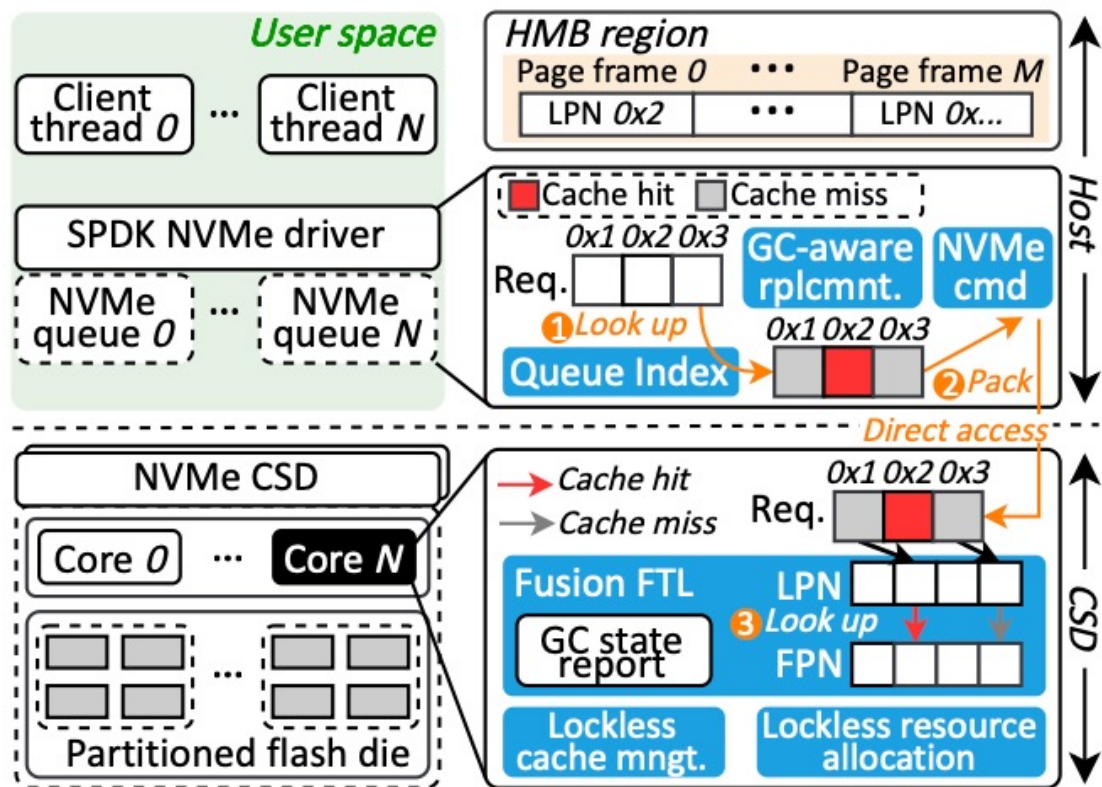 User space
Client
thread 0
...
Client
thread N
SPDK NVMe driver
NVMe
queue 0
...
NVMe
queue N
HMB region
Page frame 0 ... Page frame M
LPN 0x2 ... LPN 0x...
Host
Cache hit Cache miss
0x1 0x2 0x3
Req.
GC-aware
rplcmnt.
NVMe
cmd
1 Look up
Queue Index
0x1 0x2 0x3
2 Pack
Direct access
NVMe CSD
Core 0 ... Core N
...
Partitioned flash die
Cache hit
Cache miss
0x1 0x2 0x3
Req.
Fusion FTL
GC state
report
LPN
3 Look up
FPN
Lockless
cache mngt.
Lockless resource
allocation
CSD